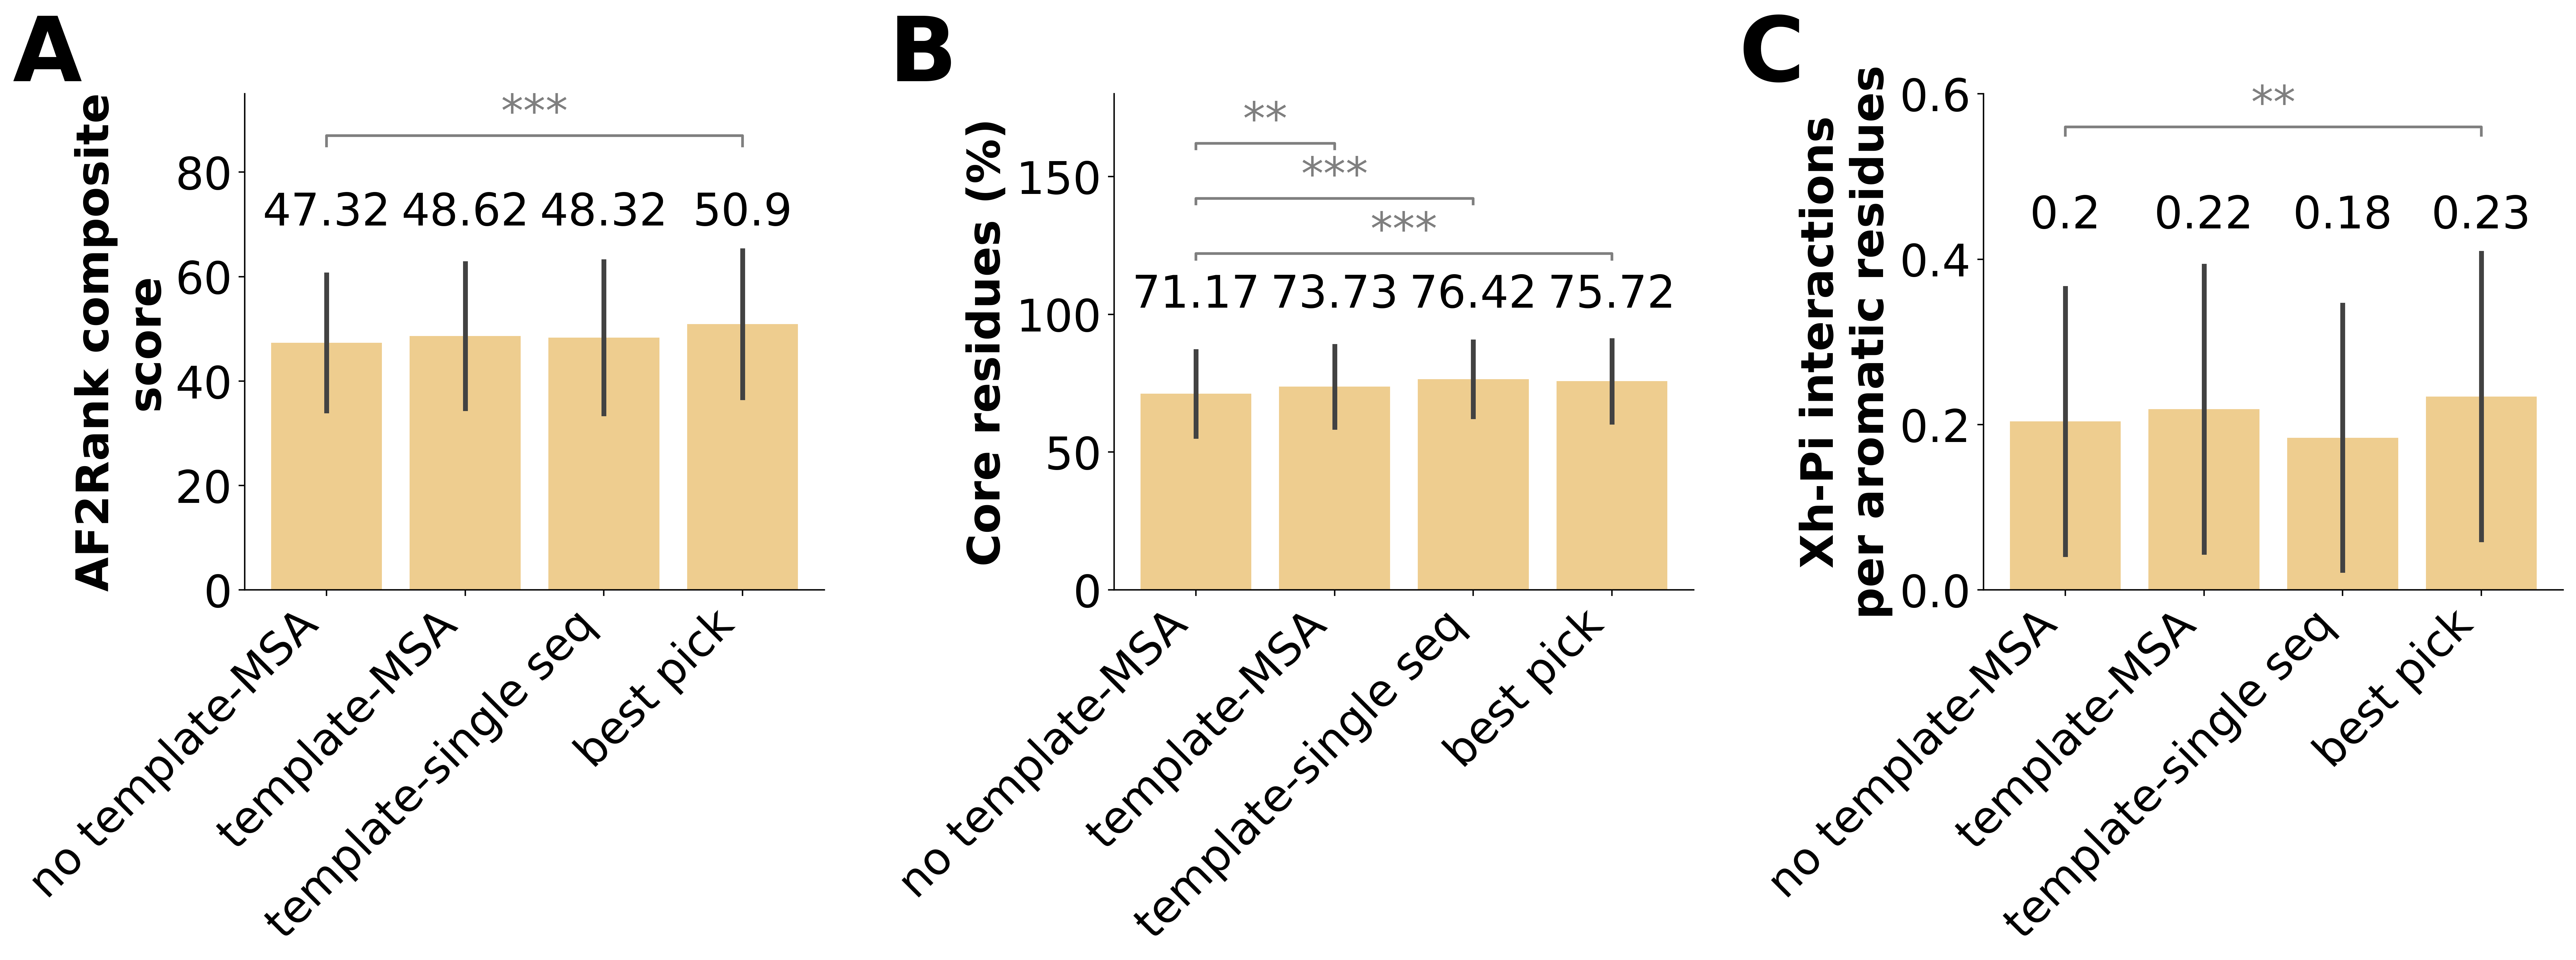 A
AF2Rank composite
score
80
60
40
20
0
***
47.32 48.62 48.32 50.9
no template-MSA
template-MSA
template-single seq
best pick
B
Core residues (%)
150
100
50
0
**
***
***
71.17 73.73 76.42 75.72
no template-MSA
template-MSA
template-single seq
best pick
C
Xh-Pi interactions
per aromatic residues
0.6
0.4
0.2
0.0
**
0.2 0.22 0.18 0.23
no template-MSA
template-MSA
template-single seq
best pick